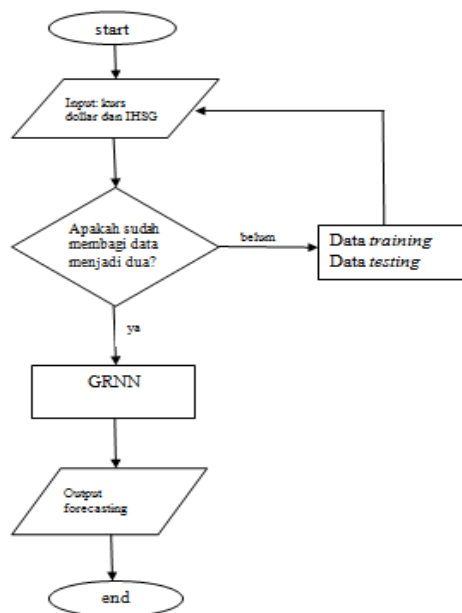 start
Input: kurs
dollar dan IHSG
Apakah sudah
membagi data
menjadi dua?
belum
Data training
Data testing
ya
GRNN
Output
forecasting
end